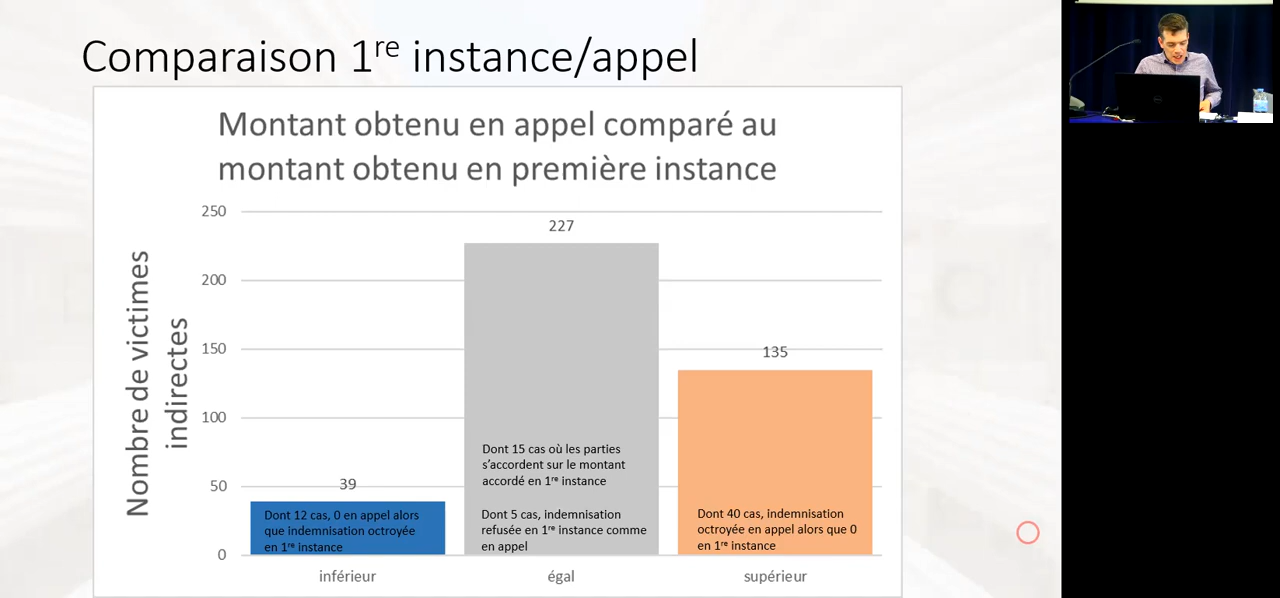 Comparaison 1re instance/appel
Montant obtenu en appel comparé au
montant obtenu en première instance
Nombre de victimes
indirectes
250
200
150
100
50
0
39
227
135
Dont 12 cas, 0 en appel alors
que indemnisation octroyée
en 1re instance
Dont 15 cas où les parties
s'accordent sur le montant
accordé en 1re instance
Dont 5 cas, indemnisation
refusée en 1re instance comme
en appel
Dont 40 cas, indemnisation
octroyée en appel alors que 0
en 1re instance
inférieur
égal
supérieur